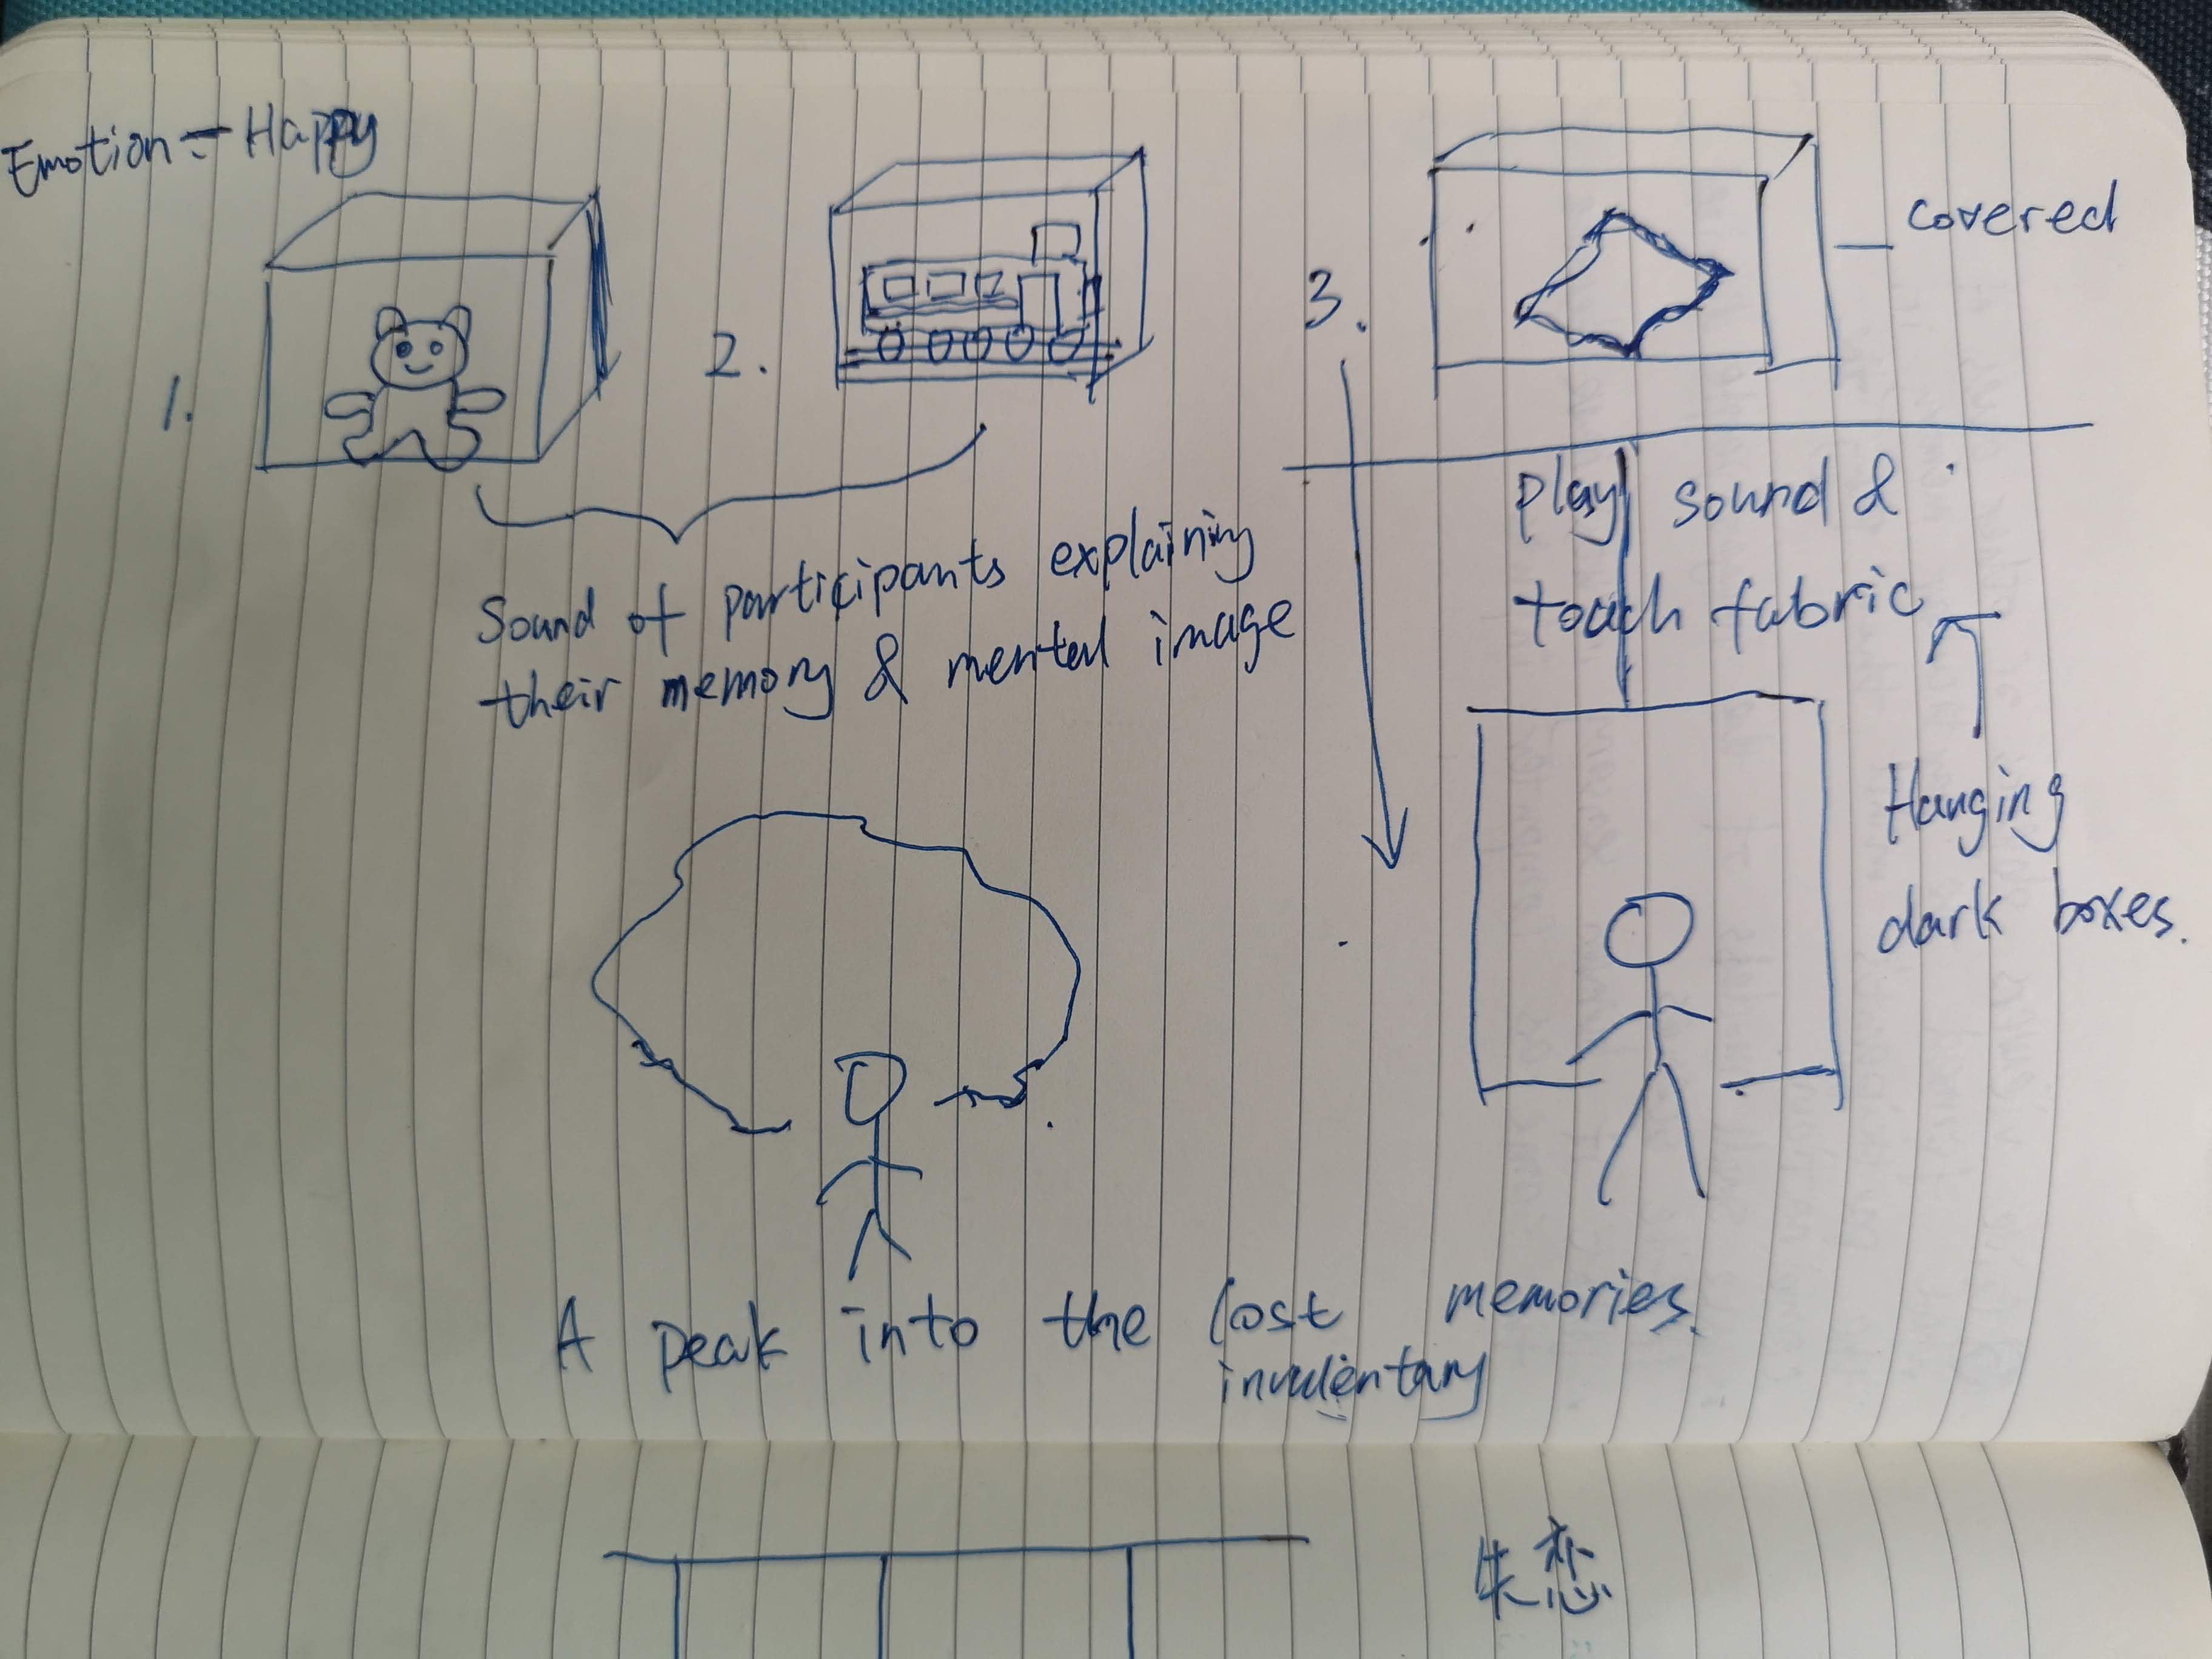 Emotion = Happy
1.
2.
3.
covered
Sound of participants explaining
their memory & mental image
play sound &
touch fabric
Hanging
dark boxes.
A peak into the lost memories.
失恋